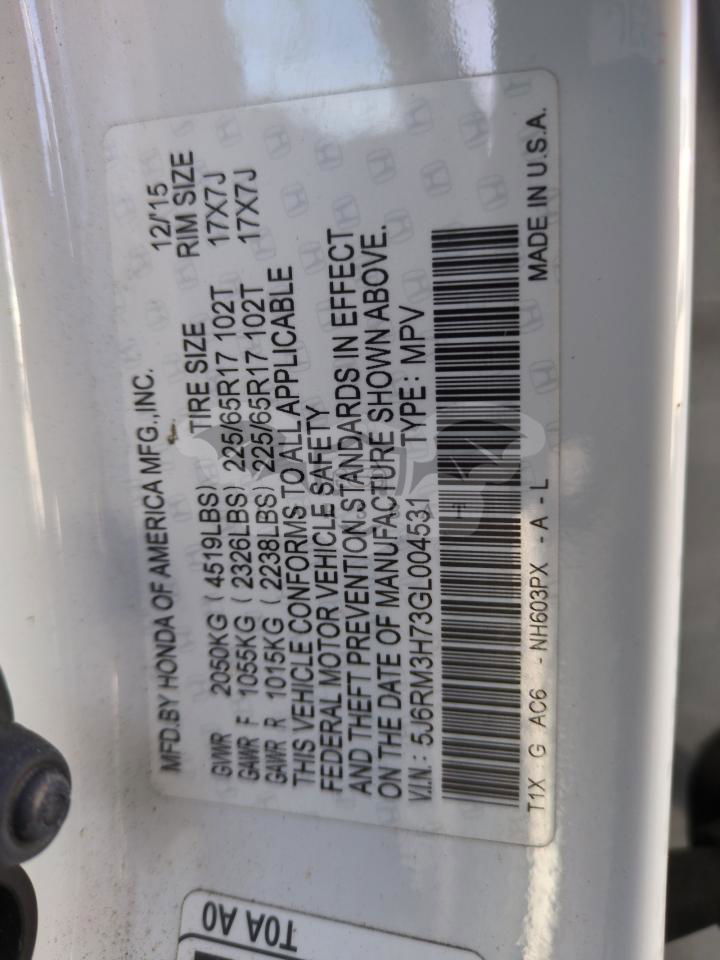 MFD.BY HONDA OF AMERICA MFG.,INC. 12/'15
TIRE SIZE RIM SIZE
GVWR 2050KG ( 4519LBS)
GAWR F 1055KG ( 2326LBS) 225/65R17 102T 17X7J
GAWR R 1015KG ( 2238LBS) 225/65R17 102T 17X7J
THIS VEHICLE CONFORMS TO ALL APPLICABLE
FEDERAL MOTOR VEHICLE SAFETY
AND THEFT PREVENTION STANDARDS IN EFFECT
ON THE DATE OF MANUFACTURE SHOWN ABOVE.
V.I.N.: 5J6RM3H73GL004531 TYPE: MPV
T1X G AC6 - NH603PX - A - L MADE IN U.S.A.
T0A A0